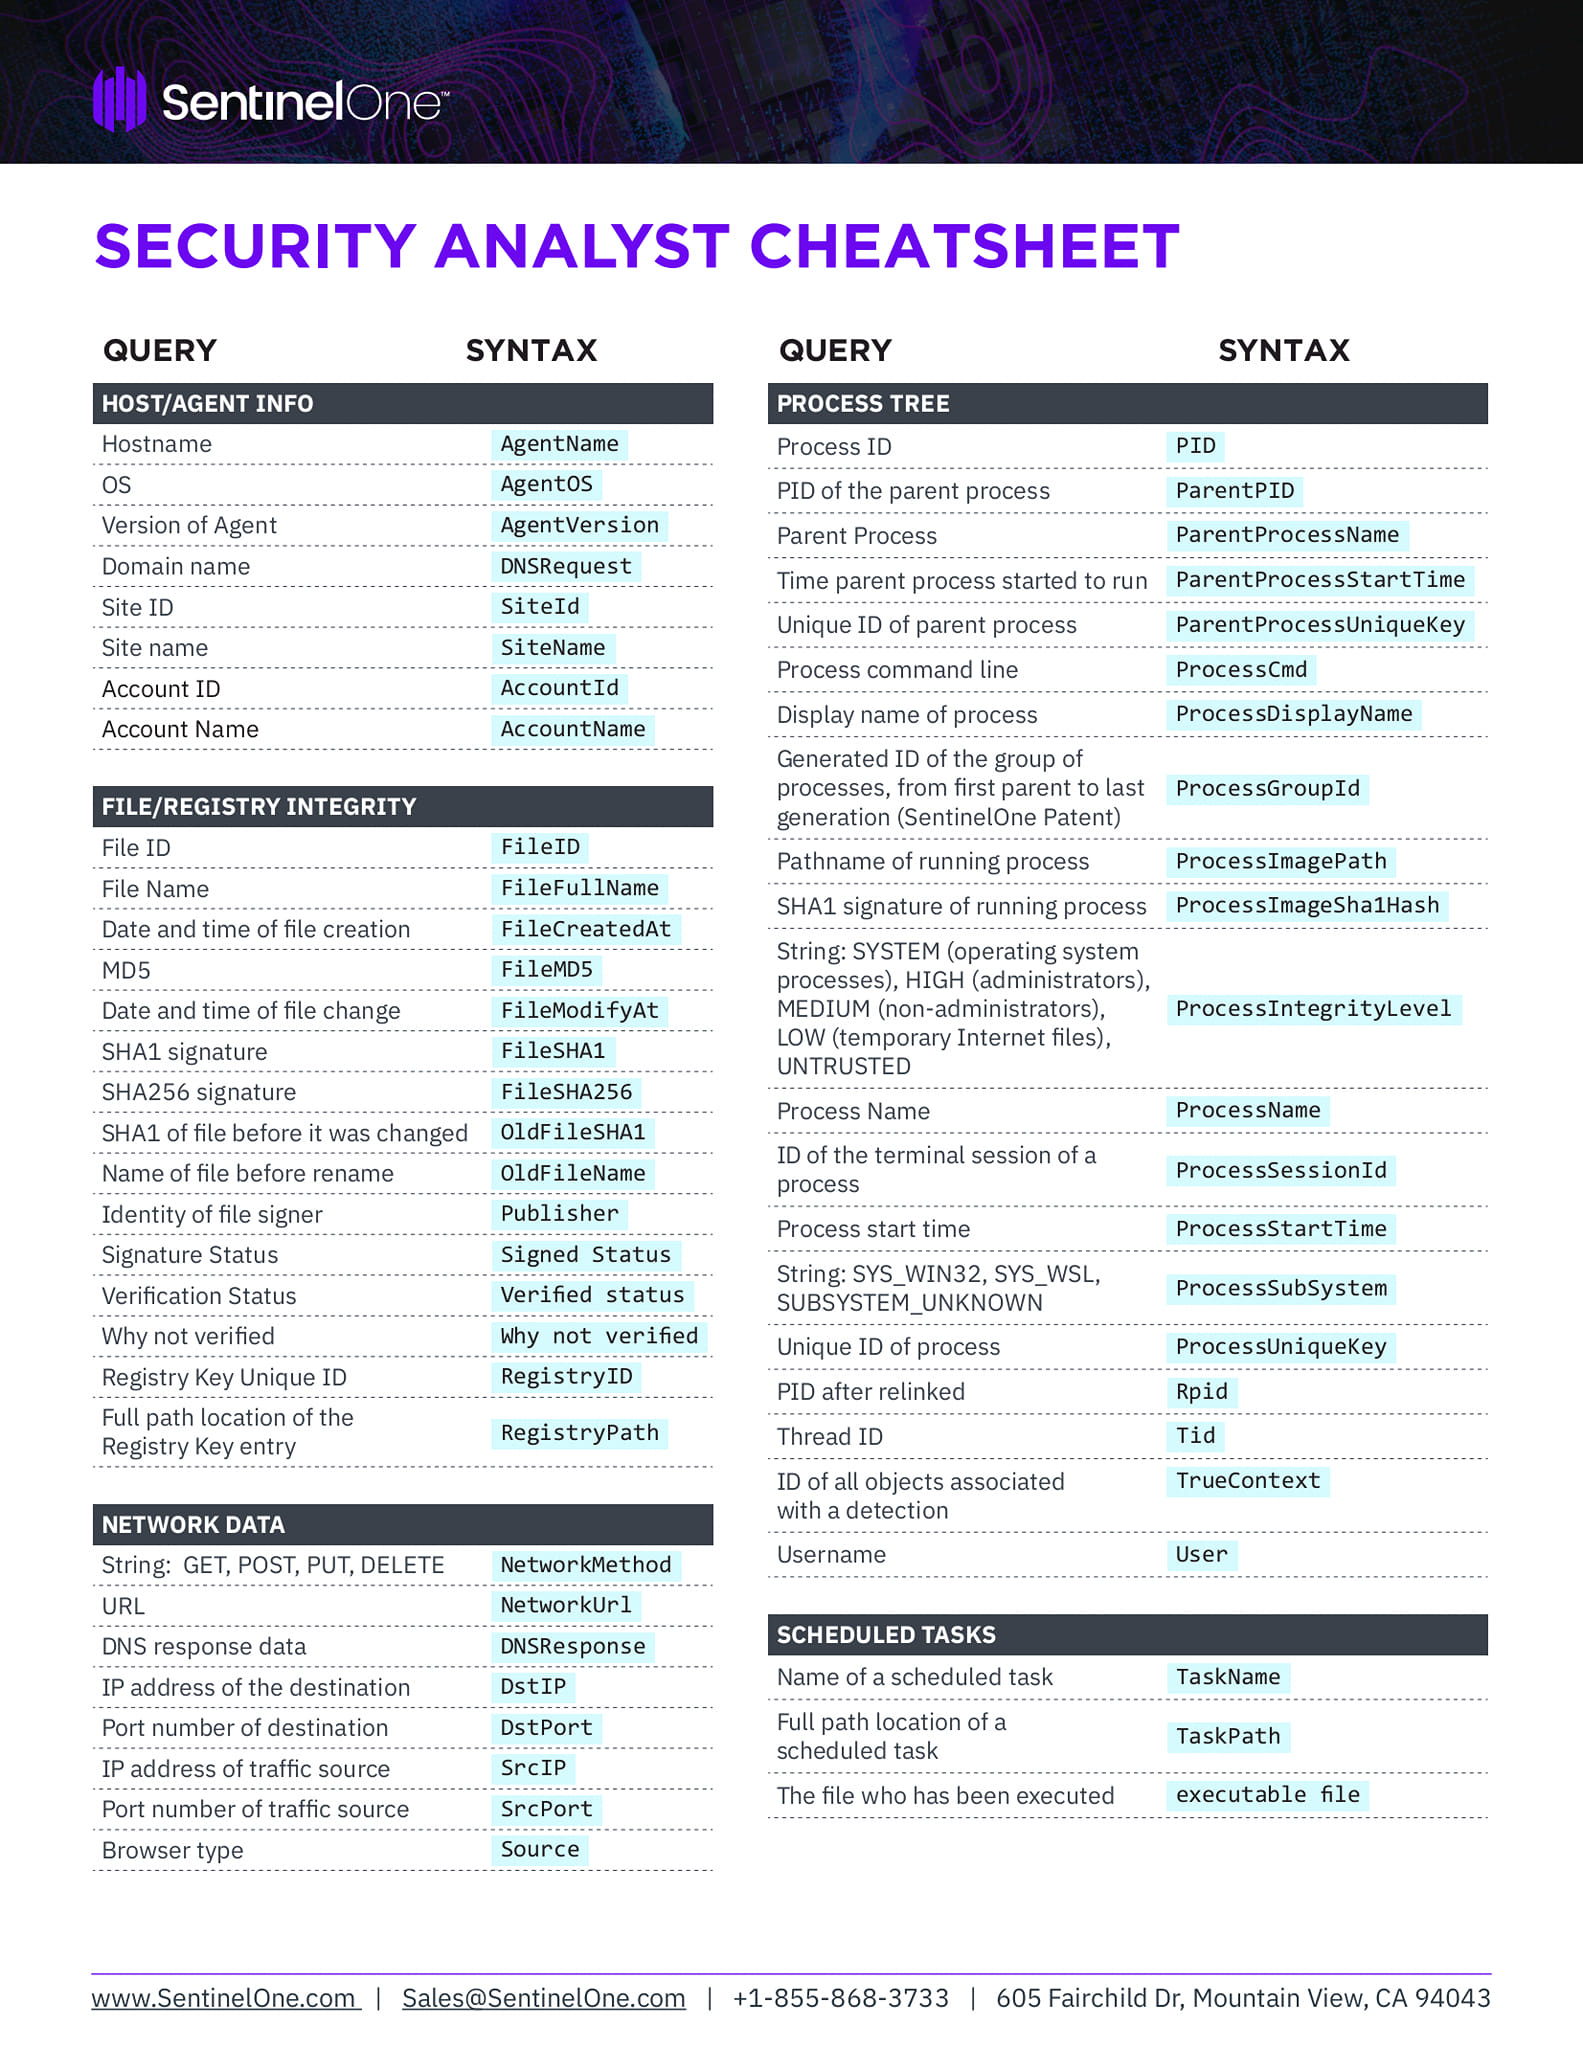 SentinelOne™
SECURITY ANALYST CHEATSHEET
QUERY SYNTAX
HOST/AGENT INFO
Hostname AgentName
OS AgentOS
Version of Agent AgentVersion
Domain name DNSRequest
Site ID SiteId
Site name SiteName
Account ID AccountId
Account Name AccountName
FILE/REGISTRY INTEGRITY
File ID FileID
File Name FileFullName
Date and time of file creation FileCreatedAt
MD5 FileMD5
Date and time of file change FileModifyAt
SHA1 signature FileSHA1
SHA256 signature FileSHA256
SHA1 of file before it was changed OldFileSHA1
Name of file before rename OldFileName
Identity of file signer Publisher
Signature Status Signed Status
Verification Status Verified status
Why not verified Why not verified
Registry Key Unique ID RegistryID
Full path location of the
Registry Key entry RegistryPath
NETWORK DATA
String: GET, POST, PUT, DELETE NetworkMethod
URL NetworkUrl
DNS response data DNSResponse
IP address of the destination DstIP
Port number of destination DstPort
IP address of traffic source SrcIP
Port number of traffic source SrcPort
Browser type Source
QUERY SYNTAX
PROCESS TREE
Process ID PID
PID of the parent process ParentPID
Parent Process ParentProcessName
Time parent process started to run ParentProcessStartTime
Unique ID of parent process ParentProcessUniqueKey
Process command line ProcessCmd
Display name of process ProcessDisplayName
Generated ID of the group of
processes, from first parent to last ProcessGroupId
generation (SentinelOne Patent)
Pathname of running process ProcessImagePath
SHA1 signature of running process ProcessImageSha1Hash
String: SYSTEM (operating system
processes), HIGH (administrators),
MEDIUM (non-administrators), ProcessIntegrityLevel
LOW (temporary Internet files),
UNTRUSTED
Process Name ProcessName
ID of the terminal session of a
process ProcessSessionId
Process start time ProcessStartTime
String: SYS_WIN32, SYS_WSL,
SUBSYSTEM_UNKNOWN ProcessSubSystem
Unique ID of process ProcessUniqueKey
PID after relinked Rpid
Thread ID Tid
ID of all objects associated TrueContext
with a detection
Username User
SCHEDULED TASKS
Name of a scheduled task TaskName
Full path location of a
scheduled task TaskPath
The file who has been executed executable file
www.SentinelOne.com | Sales@SentinelOne.com | +1-855-868-3733 | 605 Fairchild Dr, Mountain View, CA 94043